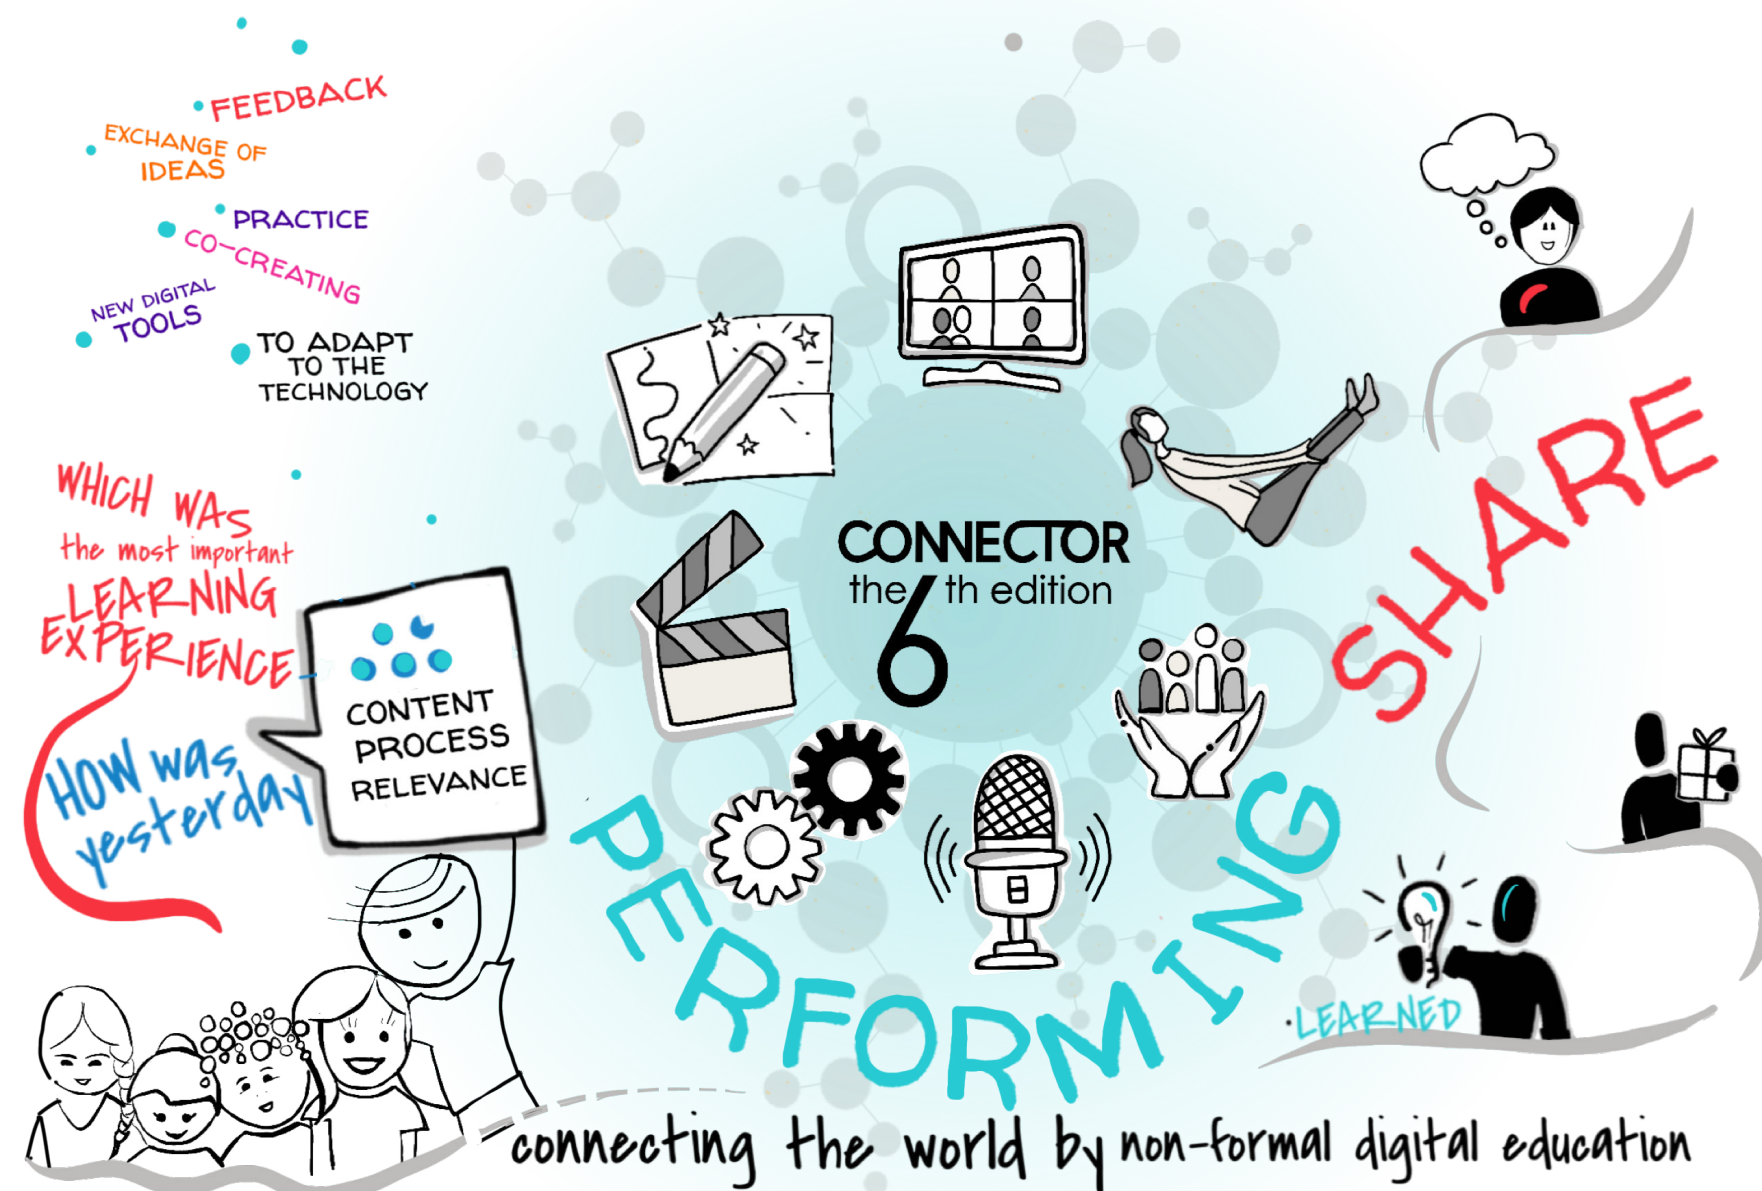 FEEDBACK
EXCHANGE OF
IDEAS
PRACTICE
CO-CREATING
NEW DIGITAL
TOOLS
TO ADAPT
TO THE
TECHNOLOGY
WHICH WAS
the most important
LEARNING
EXPERIENCE
HOW was
yesterday
CONTENT
PROCESS
RELEVANCE
CONNECTOR
the 6th edition
PERFORMING
SHARE
LEARNED
connecting the world by non-formal digital education